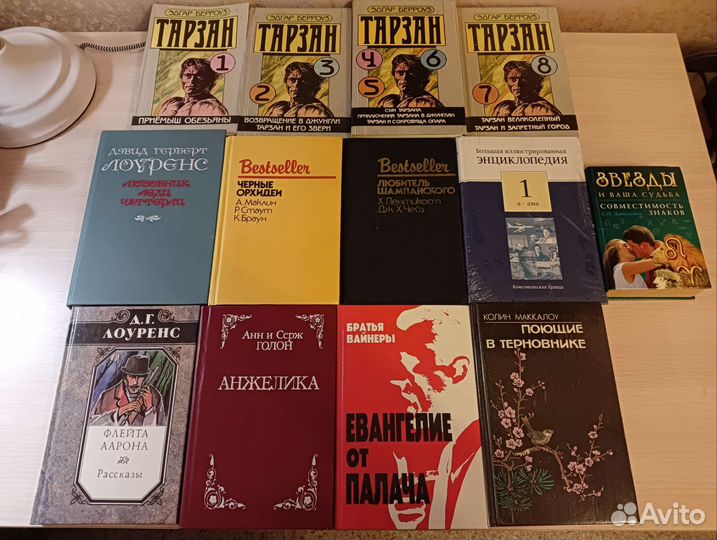 ЭДГАР БЕРРОУЗ
ТАРЗАН
1
ПРИЁМЫШ ОБЕЗЬЯНЫ
ЭДГАР БЕРРОУЗ
ТАРЗАН
3
2
ВОЗВРАЩЕНИЕ В ДЖУНГЛИ
ТАРЗАН И ЕГО ЗВЕРИ
ЭДГАР БЕРРОУЗ
ТАРЗАН
4
6
5
СЫН ТАРЗАНА
ПРИКЛЮЧЕНИЯ ТАРЗАНА В ДЖУНГЛЯХ
ТАРЗАН И СОКРОВИЩА ОПАРА
ЭДГАР БЕРРОУЗ
ТАРЗАН
8
7
ТАРЗАН ВЕЛИКОЛЕПНЫЙ
ТАРЗАН И ЗАПРЕТНЫЙ ГОРОД
ДЭВИД ГЕРБЕРТ
ЛОУРЕНС
ЛЮБОВНИК
ЛЕДИ
ЧАТТЕРЛИ
Bestseller
ЧЕРНЫЕ
ОРХИДЕИ
А. Маклин
Р. Стаут
К. Браун
Bestseller
ЛЮБИТЕЛЬ
ШАМПАНСКОГО
Х. Пентикост
Дж. Х. Чейз
Большая иллюстрированная
ЭНЦИКЛОПЕДИЯ
1
а—ама
Комсомольская правда
ЗВЕЗДЫ
И ВАША СУДЬБА
СОВМЕСТИМОСТЬ
ЗНАКОВ
Д. Г.
ЛОУРЕНС
ФЛЕЙТА
ААРОНА
Рассказы
Анн и Серж
ГОЛОН
АНЖЕЛИКА
БРАТЬЯ
ВАЙНЕРЫ
ЕВАНГЕЛИЕ
ОТ
ПАЛАЧА
КОЛИН МАККАЛОУ
ПОЮЩИЕ
В ТЕРНОВНИКЕ
Avito